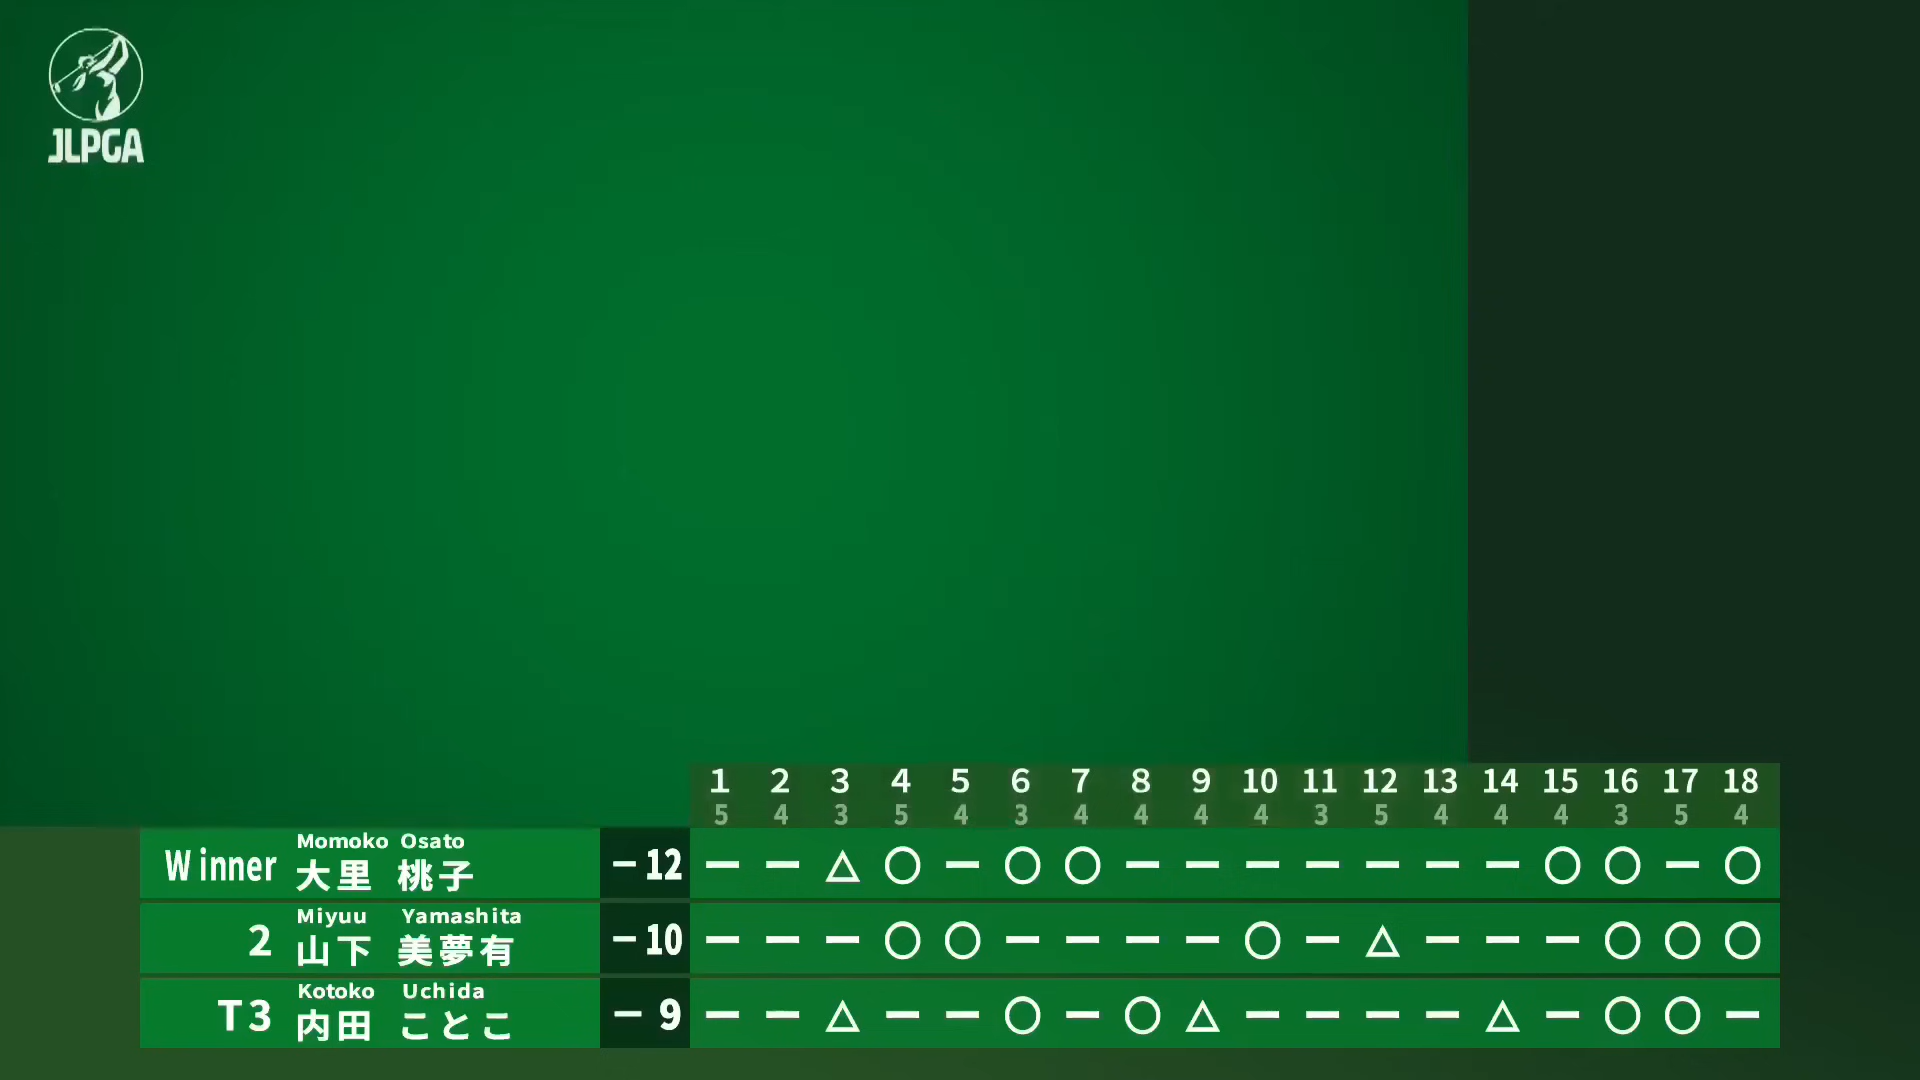 JLPGA
1 2 3 4 5 6 7 8 9 10 11 12 13 14 15 16 17 18
5 4 3 5 4 3 4 4 4 4 3 5 4 4 4 3 5 4
Momoko Osato
Winner 大里 桃子 -12 — — △ ○ — ○ ○ — — — — — — — ○ ○ — ○
Miyuu Yamashita
2 山下 美夢有 -10 — — — ○ ○ — — — — ○ — △ — — — ○ ○ ○
Kotoko Uchida
T3 内田 ことこ -9 — — △ — — ○ — ○ △ — — — — △ — ○ ○ —